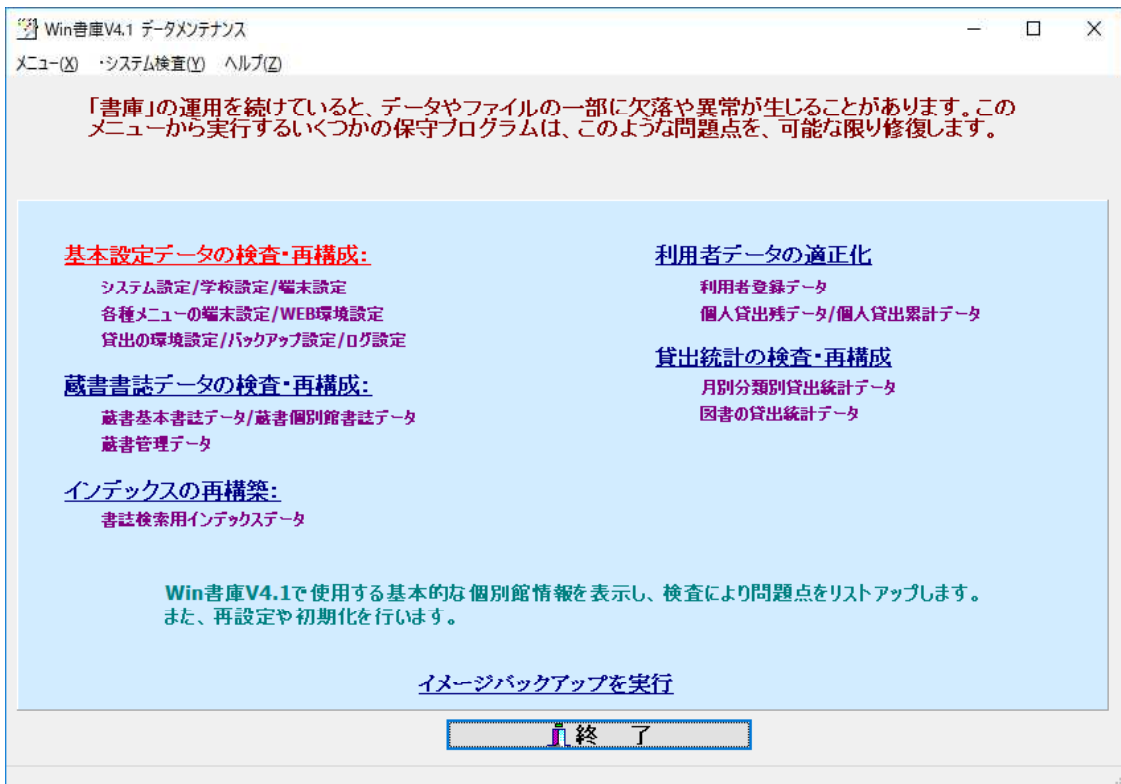 Win書庫V4.1 データメンテナンス
メニュー(X) ・システム検査(Y) ヘルプ(Z)
「書庫」の運用を続けていると、データやファイルの一部に欠落や異常が生じることがあります。この
メニューから実行するいくつかの保守プログラムは、このような問題点を、可能な限り修復します。
基本設定データの検査・再構成:
システム設定/学校設定/端末設定
各種メニューの端末設定/WEB環境設定
貸出の環境設定/バックアップ設定/ログ設定
蔵書書誌データの検査・再構成:
蔵書基本書誌データ/蔵書個別館書誌データ
蔵書管理データ
インデックスの再構築:
書誌検索用インデックスデータ
利用者データの適正化
利用者登録データ
個人貸出残データ/個人貸出累計データ
貸出統計の検査・再構成
月別分類別貸出統計データ
図書の貸出統計データ
Win書庫V4.1で使用する基本的な個別館情報を表示し、検査により問題点をリストアップします。
また、再設定や初期化を行います。
イメージバックアップを実行
終 了